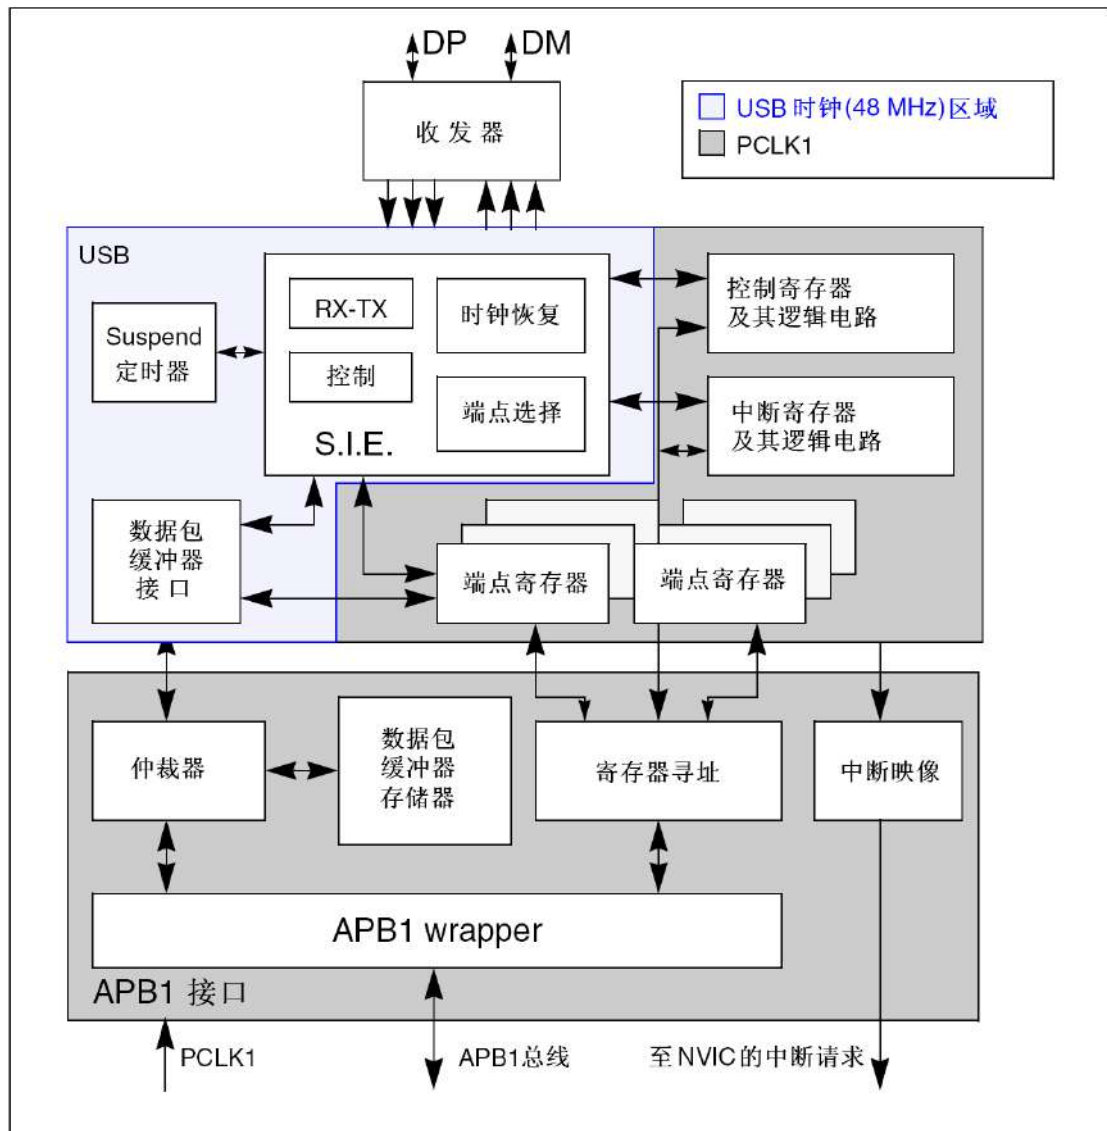 DP
DM
收发器
USB 时钟(48 MHz)区域
PCLK1
USB
Suspend
定时器
RX-TX
控制
时钟恢复
端点选择
S.I.E.
控制寄存器
及其逻辑电路
中断寄存器
及其逻辑电路
数据包
缓冲器
接口
端点寄存器
端点寄存器
仲裁器
数据包
缓冲器
存储器
寄存器寻址
中断映像
APB1 wrapper
APB1 接口
PCLK1
APB1总线
至NVIC的中断请求